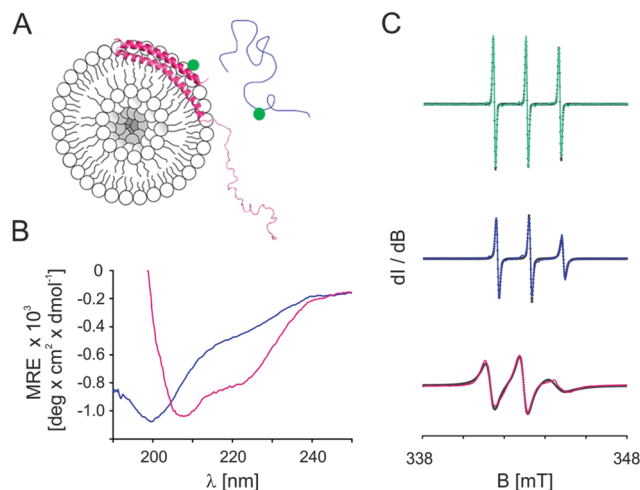 A
B
MRE x 10³
[deg x cm² x dmol⁻¹]
0
-0.2
-0.4
-0.6
-0.8
-1.0
200
220
240
λ [nm]
C
dI / dB
338
348
B [mT]